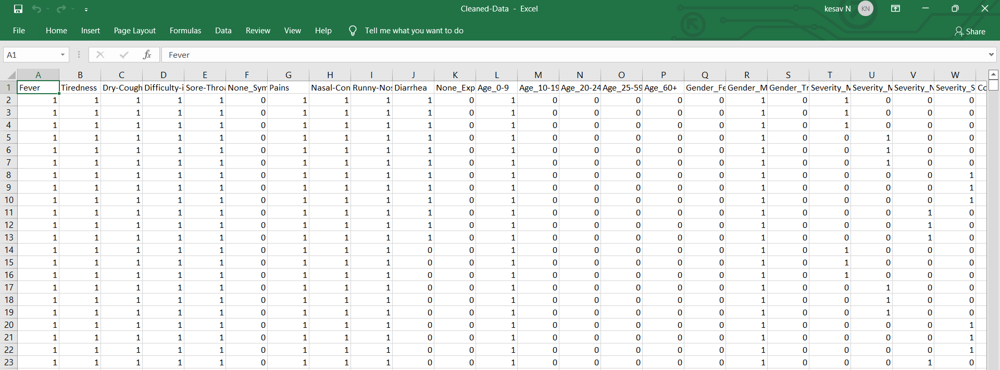 Cleaned-Data - Excel kesav N KN
File Home Insert Page Layout Formulas Data Review View Help Tell me what you want to do Share
A1 fx Fever
A B C D E F G H I J K L M N O P Q R S T U V W
1 Fever Tiredness Dry-Cough Difficulty-i Sore-Throa None_Sym Pains Nasal-Con Runny-Nos Diarrhea None_Exp Age_0-9 Age_10-19 Age_20-24 Age_25-59 Age_60+ Gender_Fe Gender_M Gender_Tr Severity_M Severity_M Severity_N Severity_S Co
2 1 1 1 1 1 0 1 1 1 1 0 1 0 0 0 0 0 1 0 1 0 0 0
3 1 1 1 1 1 0 1 1 1 1 0 1 0 0 0 0 0 1 0 1 0 0 0
4 1 1 1 1 1 0 1 1 1 1 0 1 0 0 0 0 0 1 0 1 0 0 0
5 1 1 1 1 1 0 1 1 1 1 0 1 0 0 0 0 0 1 0 0 1 0 0
6 1 1 1 1 1 0 1 1 1 1 0 1 0 0 0 0 0 1 0 0 1 0 0
7 1 1 1 1 1 0 1 1 1 1 0 1 0 0 0 0 0 1 0 0 1 0 0
8 1 1 1 1 1 0 1 1 1 1 0 1 0 0 0 0 0 1 0 0 0 0 1
9 1 1 1 1 1 0 1 1 1 1 0 1 0 0 0 0 0 1 0 0 0 0 1
10 1 1 1 1 1 0 1 1 1 1 0 1 0 0 0 0 0 1 0 0 0 0 1
11 1 1 1 1 1 0 1 1 1 1 0 1 0 0 0 0 0 1 0 0 0 1 0
12 1 1 1 1 1 0 1 1 1 1 0 1 0 0 0 0 0 1 0 0 0 1 0
13 1 1 1 1 1 0 1 1 1 1 0 1 0 0 0 0 0 1 0 0 0 1 0
14 1 1 1 1 1 0 1 1 1 0 0 1 0 0 0 0 0 1 0 1 0 0 0
15 1 1 1 1 1 0 1 1 1 0 0 1 0 0 0 0 0 1 0 1 0 0 0
16 1 1 1 1 1 0 1 1 1 0 0 1 0 0 0 0 0 1 0 1 0 0 0
17 1 1 1 1 1 0 1 1 1 0 0 1 0 0 0 0 0 1 0 0 1 0 0
18 1 1 1 1 1 0 1 1 1 0 0 1 0 0 0 0 0 1 0 0 1 0 0
19 1 1 1 1 1 0 1 1 1 0 0 1 0 0 0 0 0 1 0 0 1 0 0
20 1 1 1 1 1 0 1 1 1 0 0 1 0 0 0 0 0 1 0 0 0 0 1
21 1 1 1 1 1 0 1 1 1 0 0 1 0 0 0 0 0 1 0 0 0 0 1
22 1 1 1 1 1 0 1 1 1 0 0 1 0 0 0 0 0 1 0 0 0 0 1
23 1 1 1 1 1 0 1 1 1 0 0 1 0 0 0 0 0 1 0 0 0 1 0